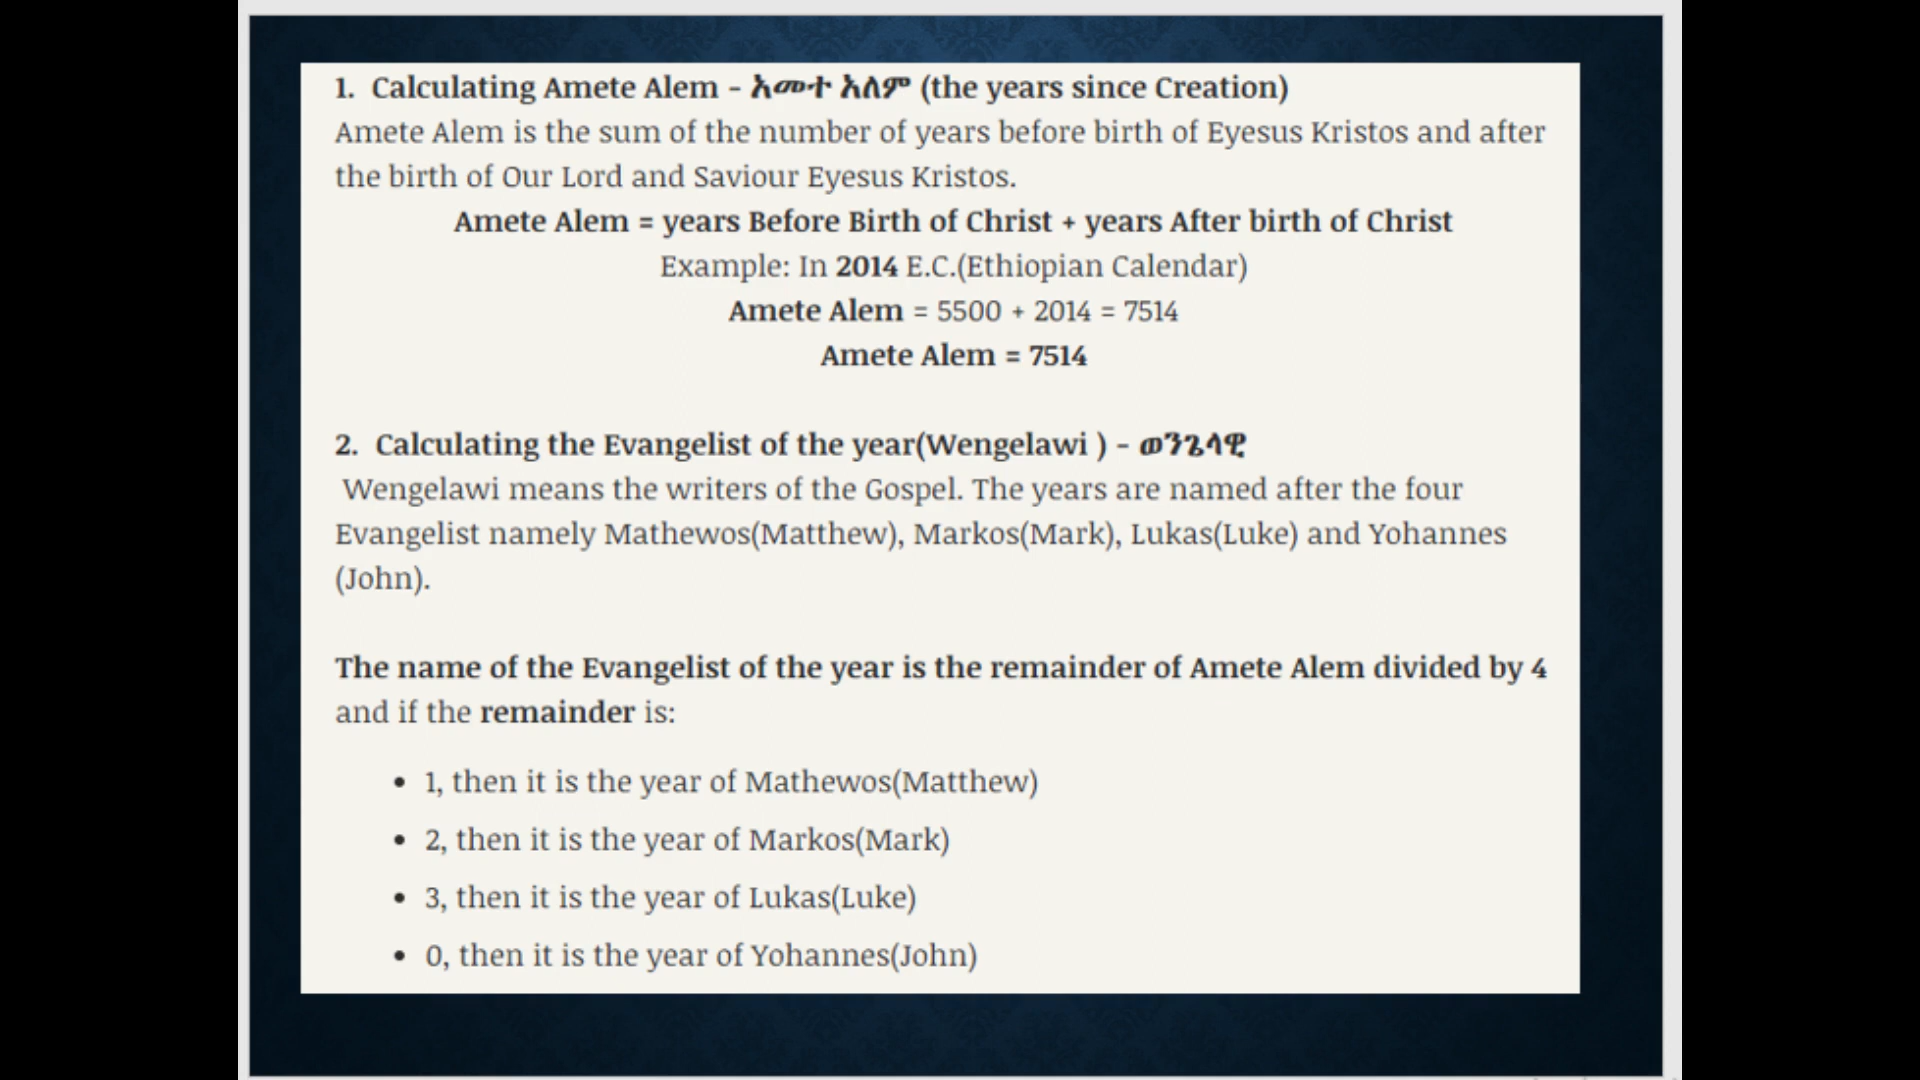 1. Calculating Amete Alem - አመተ አለም (the years since Creation)
Amete Alem is the sum of the number of years before birth of Eyesus Kristos and after
the birth of Our Lord and Saviour Eyesus Kristos.
Amete Alem = years Before Birth of Christ + years After birth of Christ
Example: In 2014 E.C.(Ethiopian Calendar)
Amete Alem = 5500 + 2014 = 7514
Amete Alem = 7514
2. Calculating the Evangelist of the year(Wengelawi ) - ወንጌላዊ
Wengelawi means the writers of the Gospel. The years are named after the four
Evangelist namely Mathewos(Matthew), Markos(Mark), Lukas(Luke) and Yohannes
(John).
The name of the Evangelist of the year is the remainder of Amete Alem divided by 4
and if the remainder is:
• 1, then it is the year of Mathewos(Matthew)
• 2, then it is the year of Markos(Mark)
• 3, then it is the year of Lukas(Luke)
• 0, then it is the year of Yohannes(John)